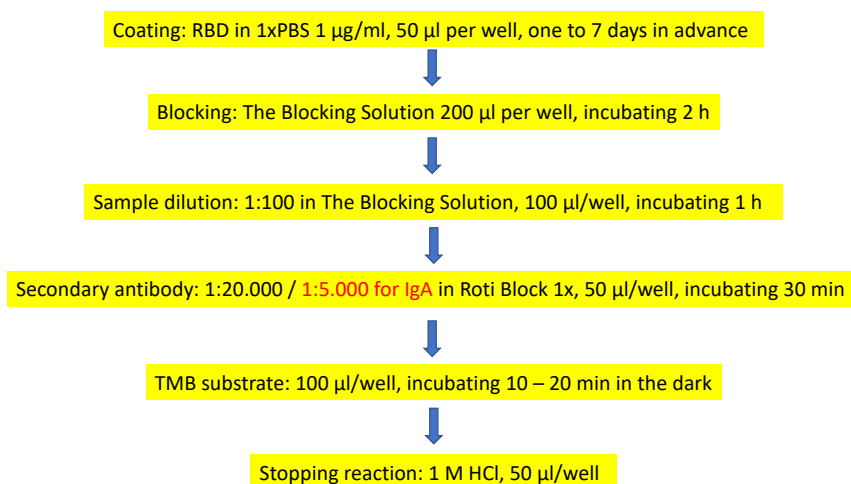 Coating: RBD in 1xPBS 1 µg/ml, 50 µl per well, one to 7 days in advance
Blocking: The Blocking Solution 200 µl per well, incubating 2 h
Sample dilution: 1:100 in The Blocking Solution, 100 µl/well, incubating 1 h
Secondary antibody: 1:20.000 / 1:5.000 for IgA in Roti Block 1x, 50 µl/well, incubating 30 min
TMB substrate: 100 µl/well, incubating 10 – 20 min in the dark
Stopping reaction: 1 M HCl, 50 µl/well